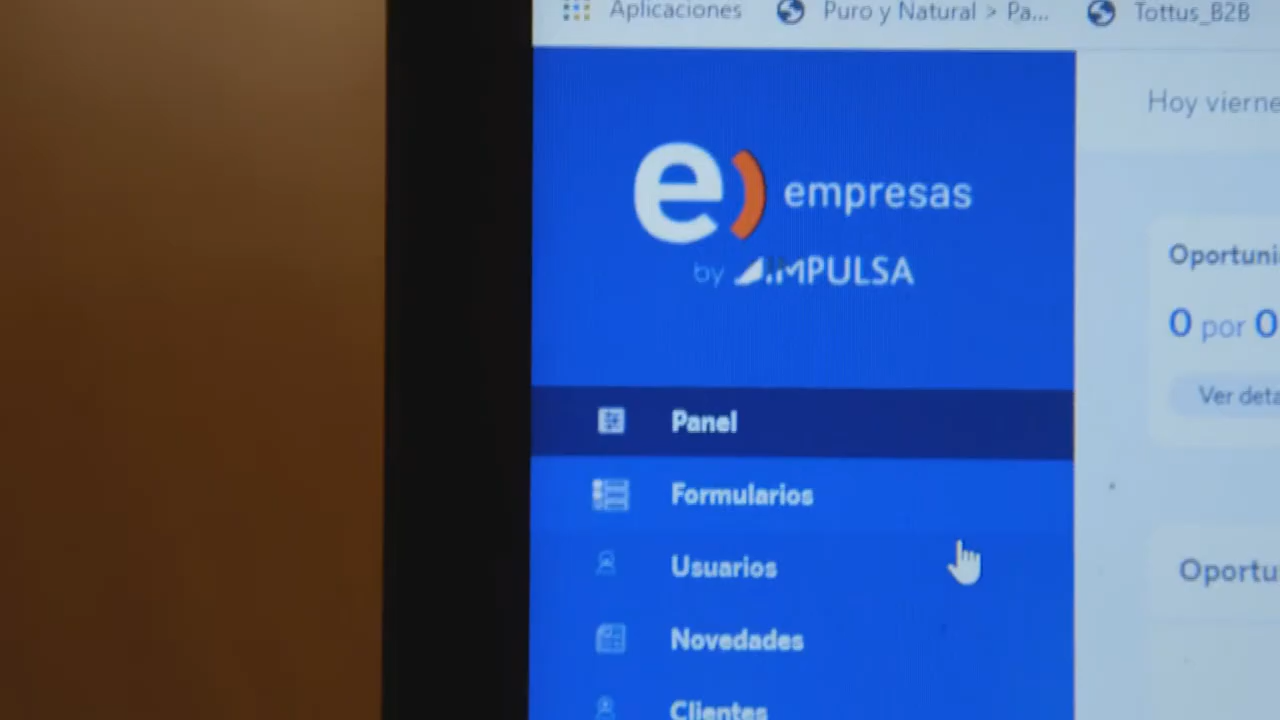 Aplicaciones Puro y Natural > Pa... Tottus_B2B
Hoy vierne
e) empresas
by IMPULSA
Oportuni
0 por 0
Ver deta
Panel
Formularios
Usuarios
Oportu
Novedades
Clientes